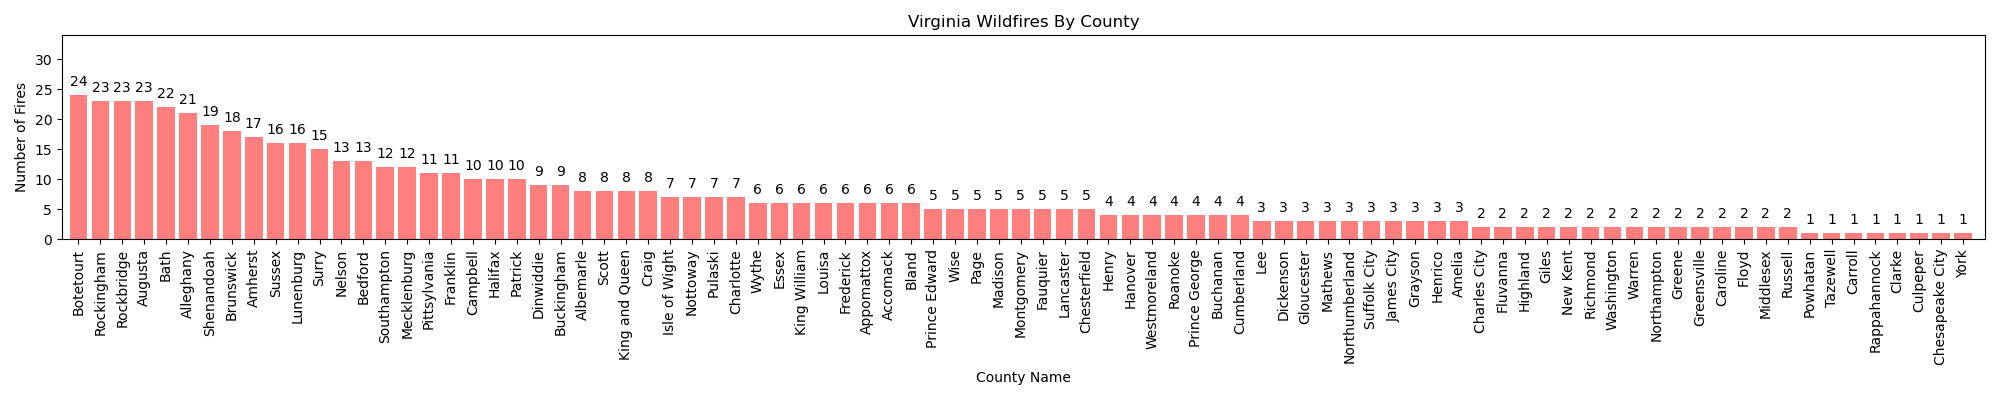 Virginia Wildfires By County
Number of Fires
30
25
20
15
10
5
0
24 23 23 23 22 21 19 18 17 16 16 15 13 13 12 12 11 11 10 10 10 9 9 8 8 8 8 7 7 7 7 6 6 6 6 6 6 6 6 5 5 5 5 5 5 5 5 4 4 4 4 4 4 4 3 3 3 3 3 3 3 3 3 3 2 2 2 2 2 2 2 2 2 2 2 2 2 2 2 1 1 1 1 1 1 1 1
Botetourt
Rockingham
Rockbridge
Augusta
Bath
Alleghany
Shenandoah
Brunswick
Amherst
Sussex
Lunenburg
Surry
Nelson
Bedford
Southampton
Mecklenburg
Pittsylvania
Franklin
Campbell
Halifax
Patrick
Dinwiddie
Buckingham
Albemarle
Scott
King and Queen
Craig
Isle of Wight
Nottoway
Pulaski
Charlotte
Wythe
Essex
King William
Louisa
Frederick
Appomattox
Accomack
Bland
Prince Edward
Wise
Page
Madison
Montgomery
Fauquier
Lancaster
Chesterfield
Henry
Hanover
Westmoreland
Roanoke
Prince George
Buchanan
Cumberland
Lee
Dickenson
Gloucester
Mathews
Northumberland
Suffolk City
James City
Grayson
Henrico
Amelia
Charles City
Fluvanna
Highland
Giles
New Kent
Richmond
Washington
Warren
Northampton
Greene
Greensville
Caroline
Floyd
Middlesex
Russell
Powhatan
Tazewell
Carroll
Rappahannock
Clarke
Culpeper
Chesapeake City
York
County Name